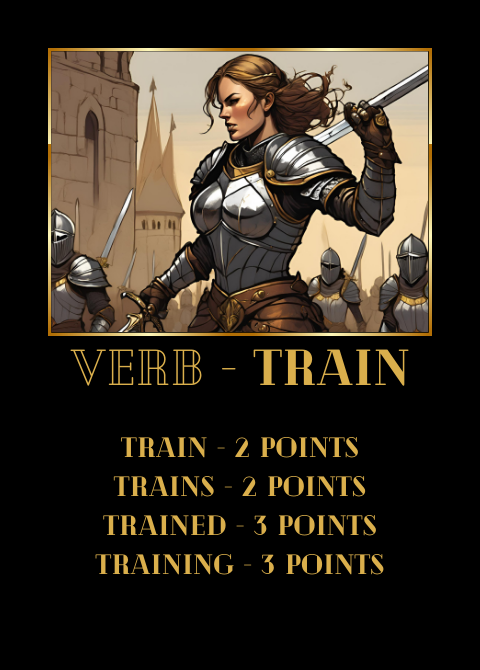 VERB - TRAIN
TRAIN - 2 POINTS
TRAINS - 2 POINTS
TRAINED - 3 POINTS
TRAINING - 3 POINTS